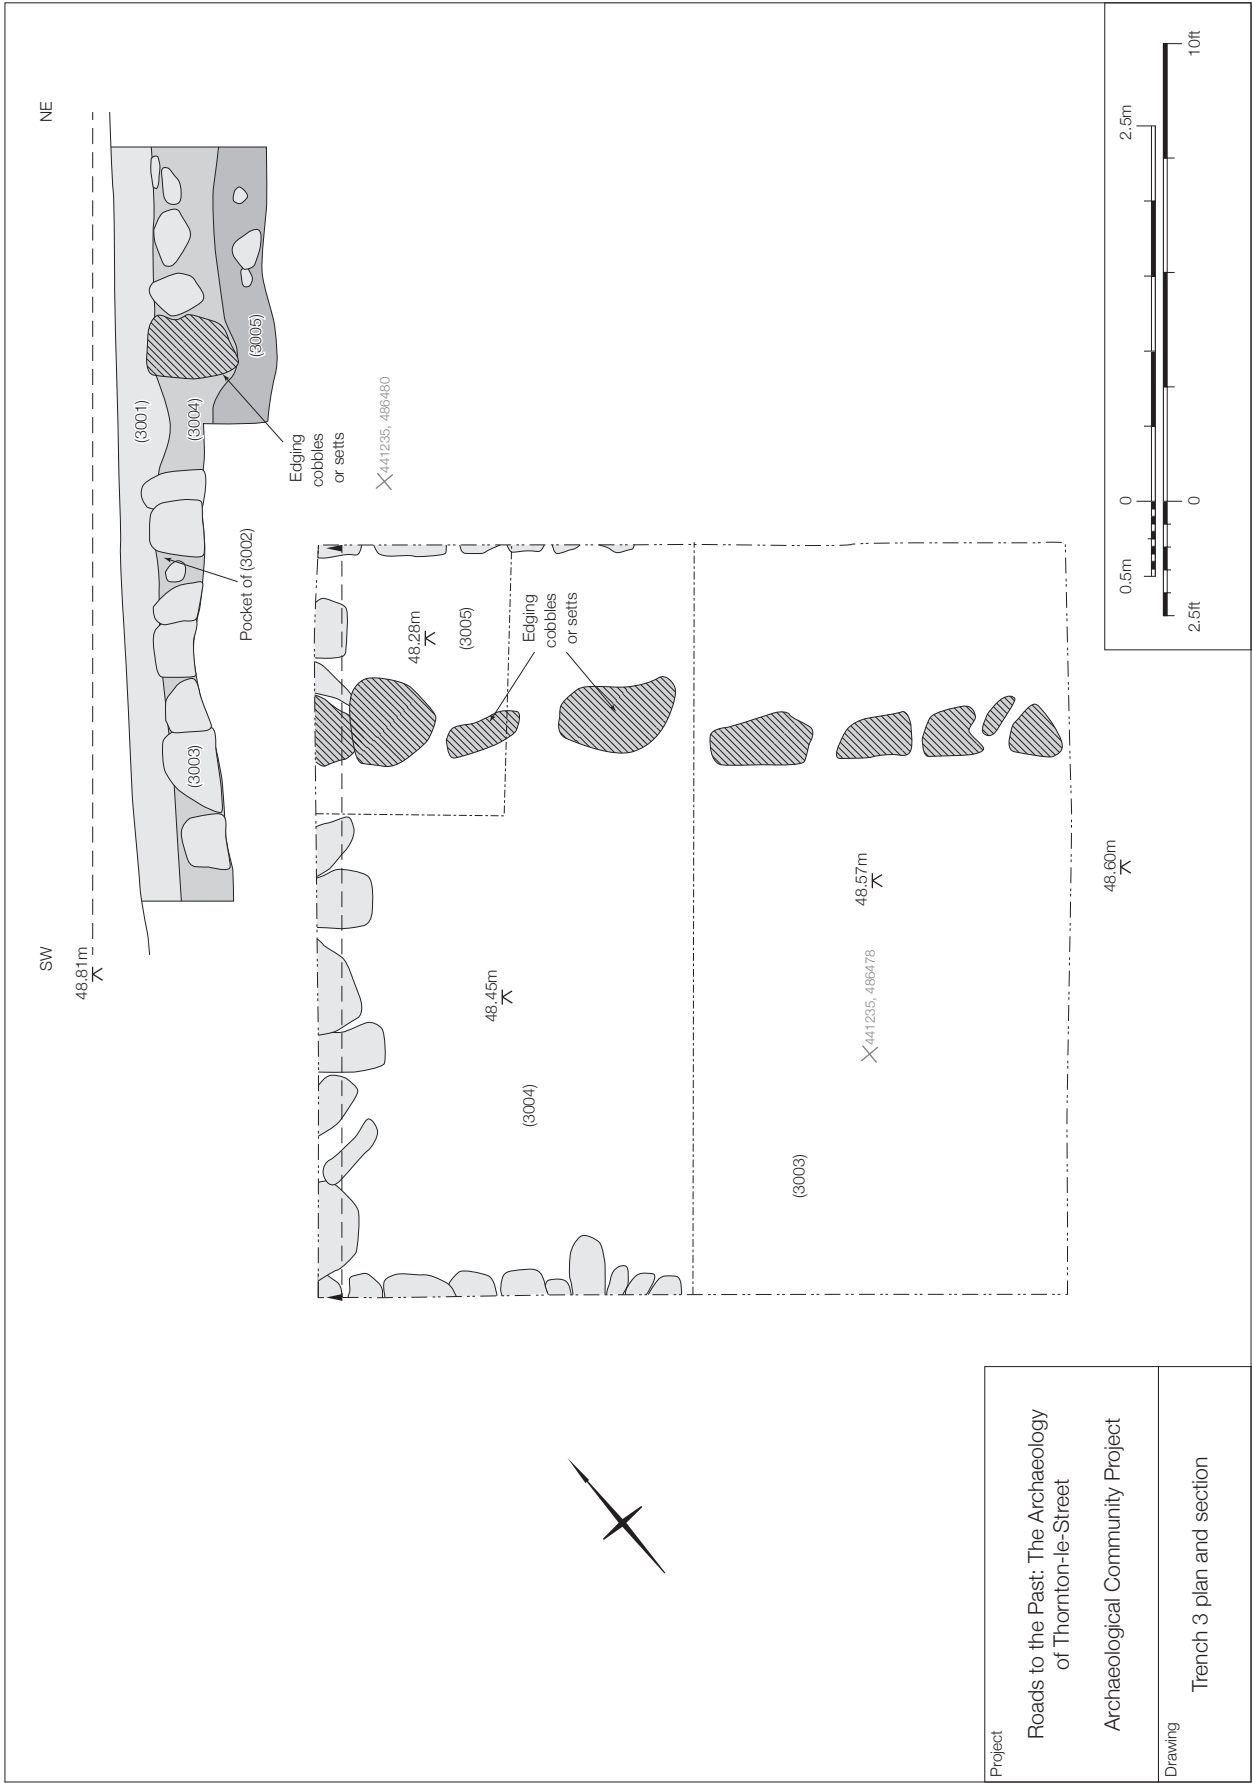 SW
NE
48.81m
(3001)
(3004)
(3005)
(3003)
Pocket of (3002)
Edging
cobbles
or setts
441235, 486480
48.28m
(3005)
Edging
cobbles
or setts
48.45m
(3004)
48.57m
441235, 486478
(3003)
48.60m
0.5m
0
2.5m
2.5ft
0
10ft
Project
Roads to the Past: The Archaeology
of Thornton-le-Street
Archaeological Community Project
Drawing
Trench 3 plan and section